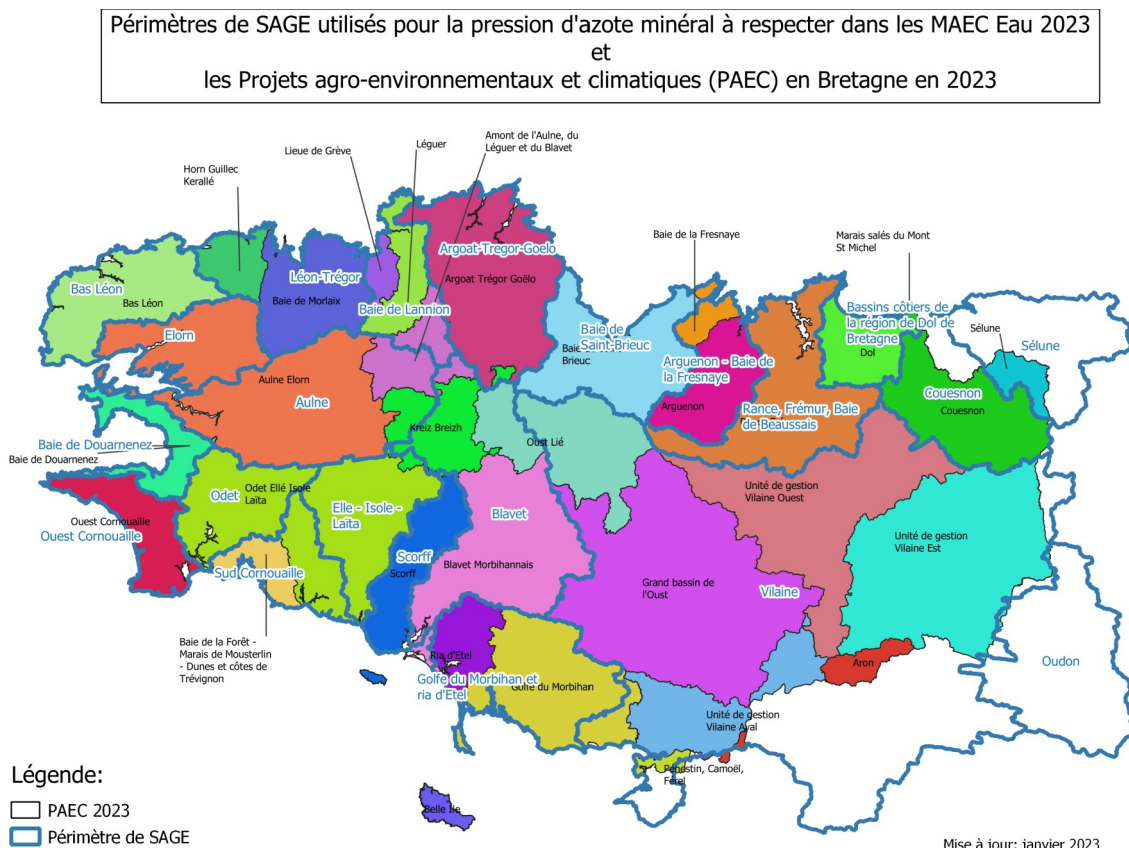 Périmètres de SAGE utilisés pour la pression d'azote minéral à respecter dans les MAEC Eau 2023
et
les Projets agro-environnementaux et climatiques (PAEC) en Bretagne en 2023
Amont de l'Aulne, du
Léguer et du Blavet
Léguer
Lieue de Grève
Horn Guillec
Kerallé
Baie de la Fresnaye
Marais salés du Mont
St Michel
Argoat-Tregor-Goelo
Argoat Trégor Goëlo
Léon-Trégor
Baie de Morlaix
Bas Léon
Bas Léon
Baie de Lannion
Elorn
Baie de
Saint-Brieuc
Brieuc
Bassins côtiers de
la région de Dol de
Bretagne
Dol
Sélune
Sélune
Arguenon - Baie de
la Fresnaye
Arguenon
Aulne Elorn
Aulne
Couesnon
Couesnon
Rance, Frémur, Baie
de Beaussais
Kreiz Breizh
Oust Lié
Baie de Douarnenez
Baie de Douarnenez
Odet Ellé Isole
Laïta
Odet
Elle - Isole -
Laïta
Unité de gestion
Vilaine Ouest
Blavet
Ouest Cornouaille
Ouest Cornouaille
Unité de gestion
Vilaine Est
Scorff
Scorff
Blavet Morbihannais
Sud Cornouaille
Grand bassin de
l'Oust
Vilaine
Baie de la Forêt -
Marais de Mousterlin
- Dunes et côtes de
Trévignon
Ria d'Etel
Golfe du Morbihan et
ria d'Etel
Golfe du Morbihan
Aron
Oudon
Unité de gestion
Vilaine Aval
Pénestin, Camoël,
Férel
Belle Ile
Légende:
PAEC 2023
Périmètre de SAGE
Mise à jour: janvier 2023